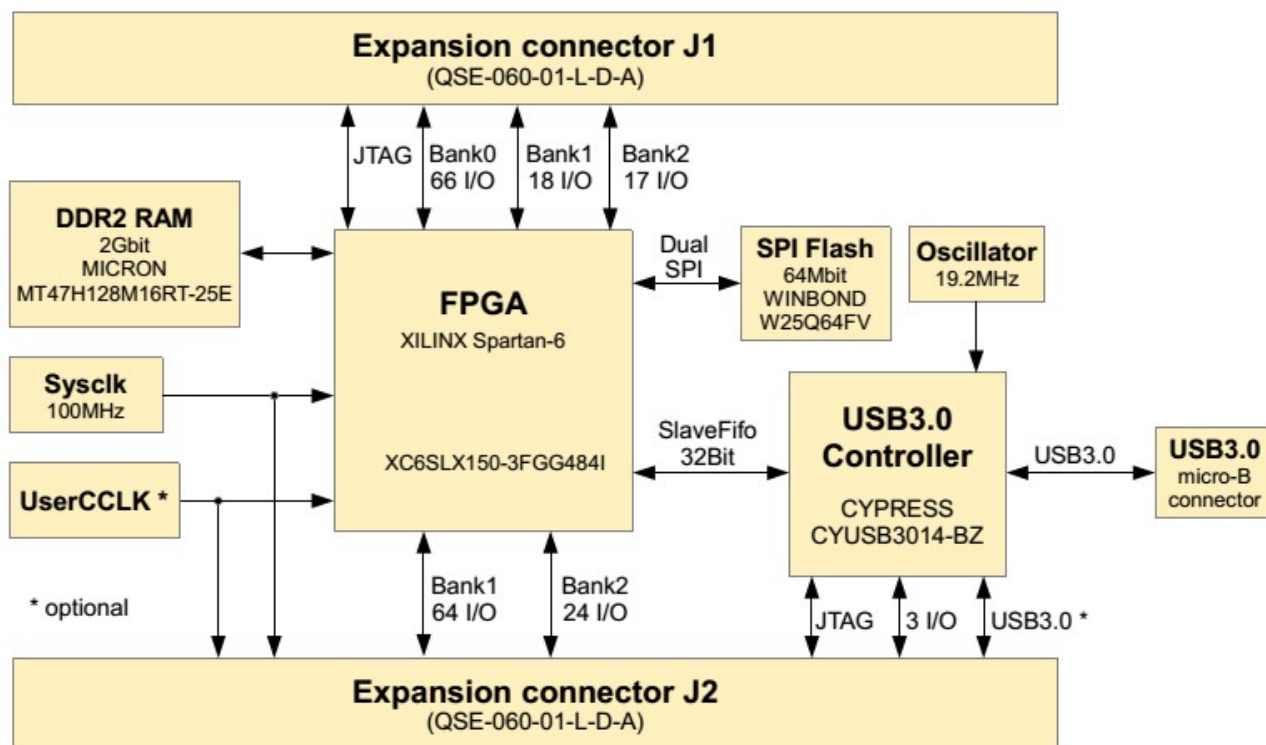 Expansion connector J1
(QSE-060-01-L-D-A)
JTAG
Bank0
66 I/O
Bank1
18 I/O
Bank2
17 I/O
DDR2 RAM
2Gbit
MICRON
MT47H128M16RT-25E
FPGA
XILINX Spartan-6
XC6SLX150-3FGG484I
Dual
SPI
SPI Flash
64Mbit
WINBOND
W25Q64FV
Oscillator
19.2MHz
Sysclk
100MHz
UserCCLK *
SlaveFifo
32Bit
USB3.0
Controller
CYPRESS
CYUSB3014-BZ
USB3.0
USB3.0
micro-B
connector
* optional
Bank1
64 I/O
Bank2
24 I/O
JTAG
3 I/O
USB3.0 *
Expansion connector J2
(QSE-060-01-L-D-A)